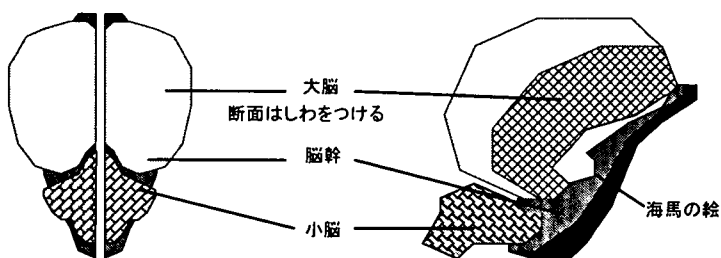 大脳
断面はしわをつける
脳幹
小脳
海馬の絵